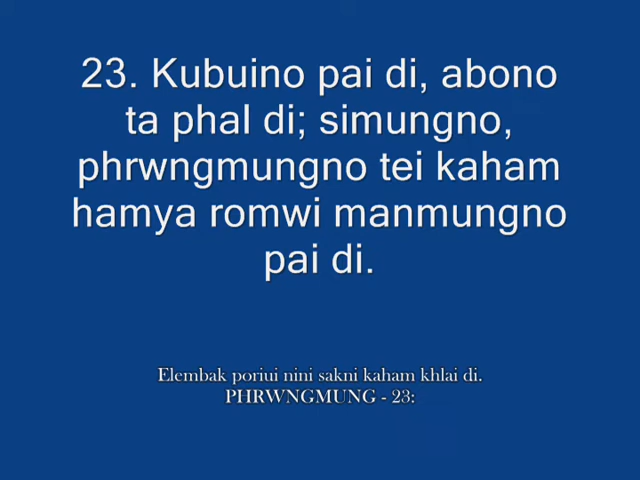 23. Kubuino pai di, abono
ta phal di; simungno,
phrwngmungno tei kaham
hamya romwi manmungno
pai di.
Elembak poriui nini sakni kaham khlai di.
PHRWNGMUNG - 23: